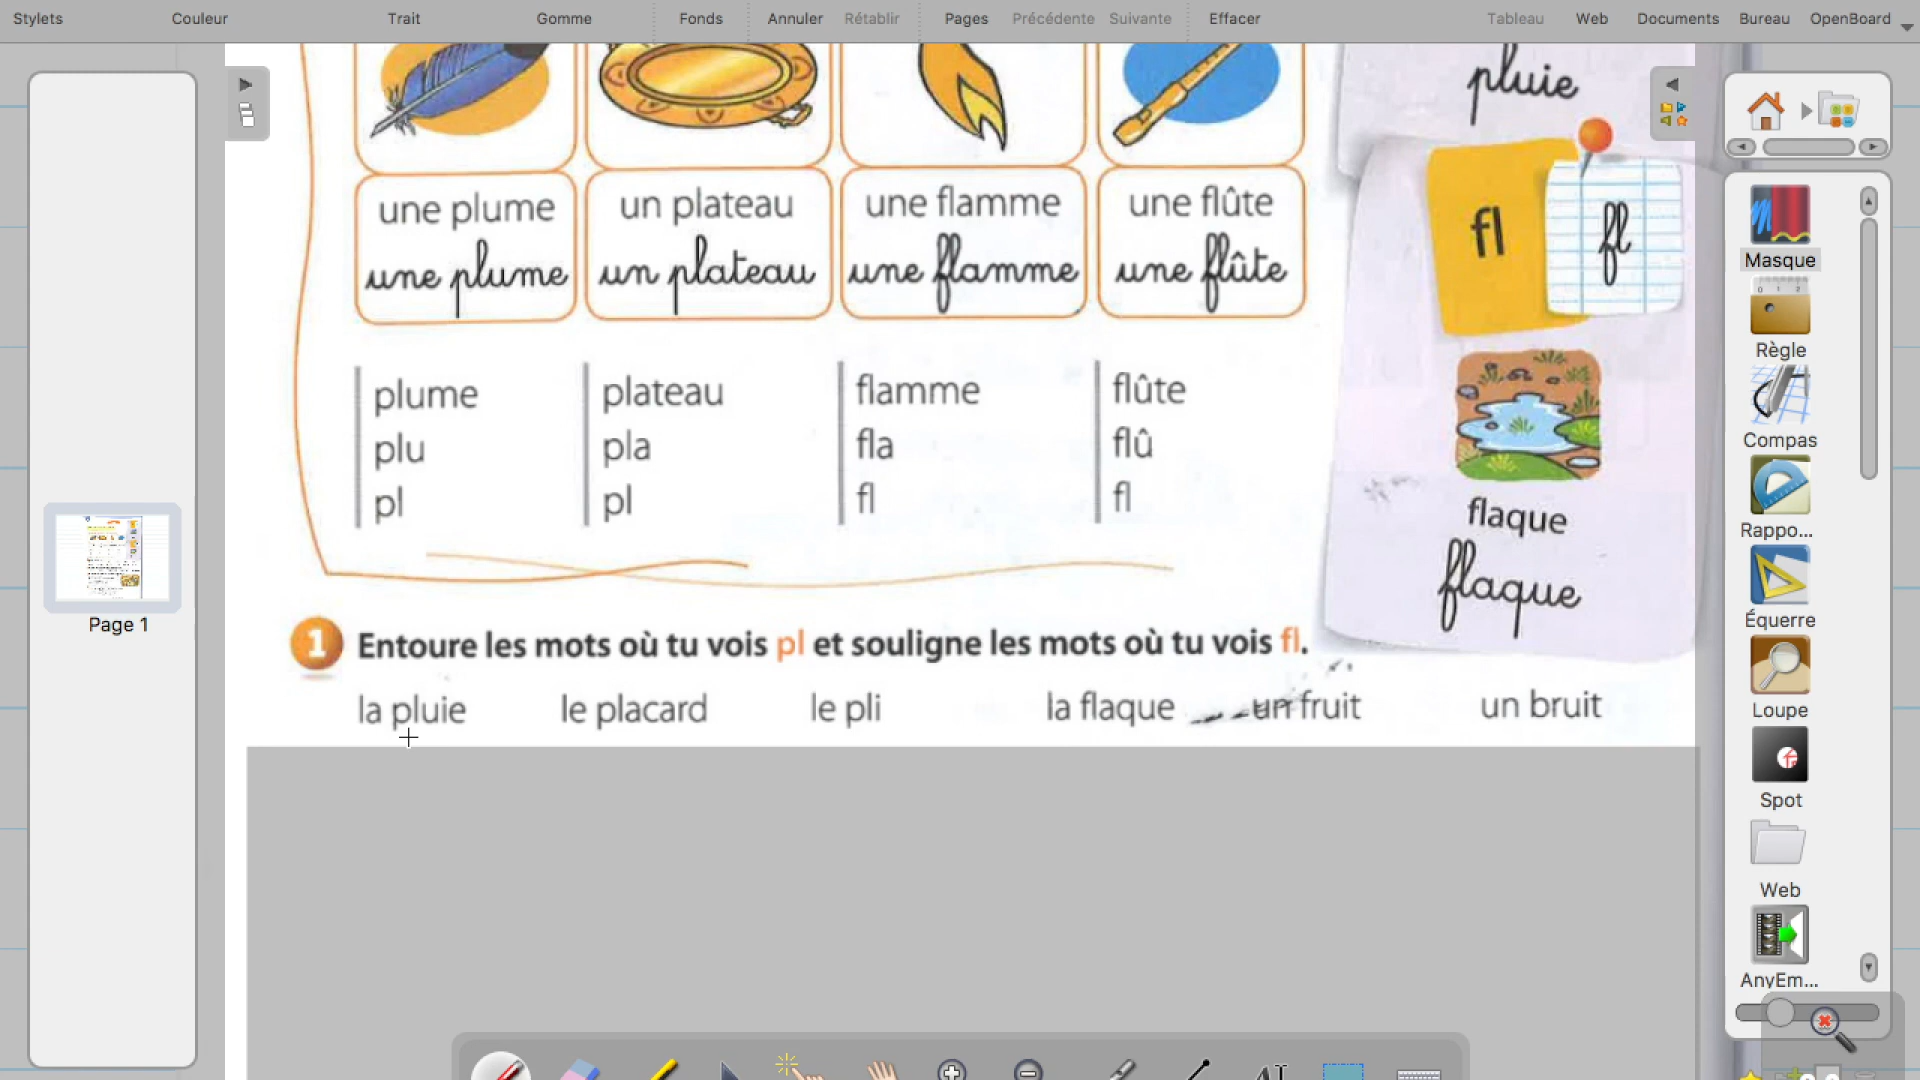 Stylets Couleur Trait Gomme Fonds Annuler Rétablir Pages Précédente Suivante Effacer Tableau Web Documents Bureau OpenBoard
pluie
une plume un plateau une flamme une flûte
une plume un plateau une flamme une flûte
fl fl
plume plateau flamme flûte
plu pla fla flû
pl pl fl fl
flaque
flaque
1 Entoure les mots où tu vois pl et souligne les mots où tu vois fl.
la pluie le placard le pli la flaque un fruit un bruit
Page 1
Masque
0 1 2
Règle
Compas
Rappo...
Équerre
Loupe
Spot
Web
AnyEm...